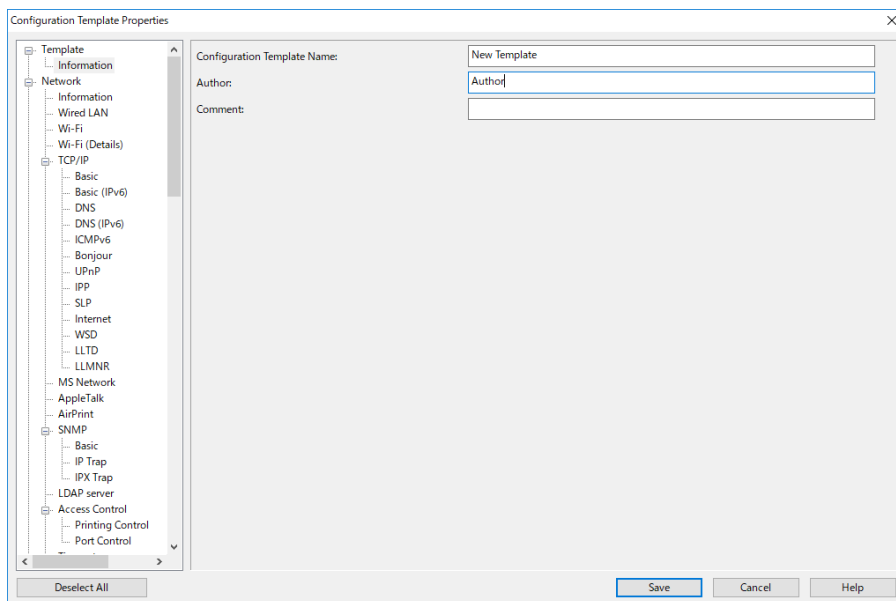 Configuration Template Properties
Template
Information
Network
Information
Wired LAN
Wi-Fi
Wi-Fi (Details)
TCP/IP
Basic
Basic (IPv6)
DNS
DNS (IPv6)
ICMPv6
Bonjour
UPnP
IPP
SLP
Internet
WSD
LLTD
LLMNR
MS Network
AppleTalk
AirPrint
SNMP
Basic
IP Trap
IPX Trap
LDAP server
Access Control
Printing Control
Port Control
Configuration Template Name: New Template
Author: Author
Comment:
Deselect All Save Cancel Help